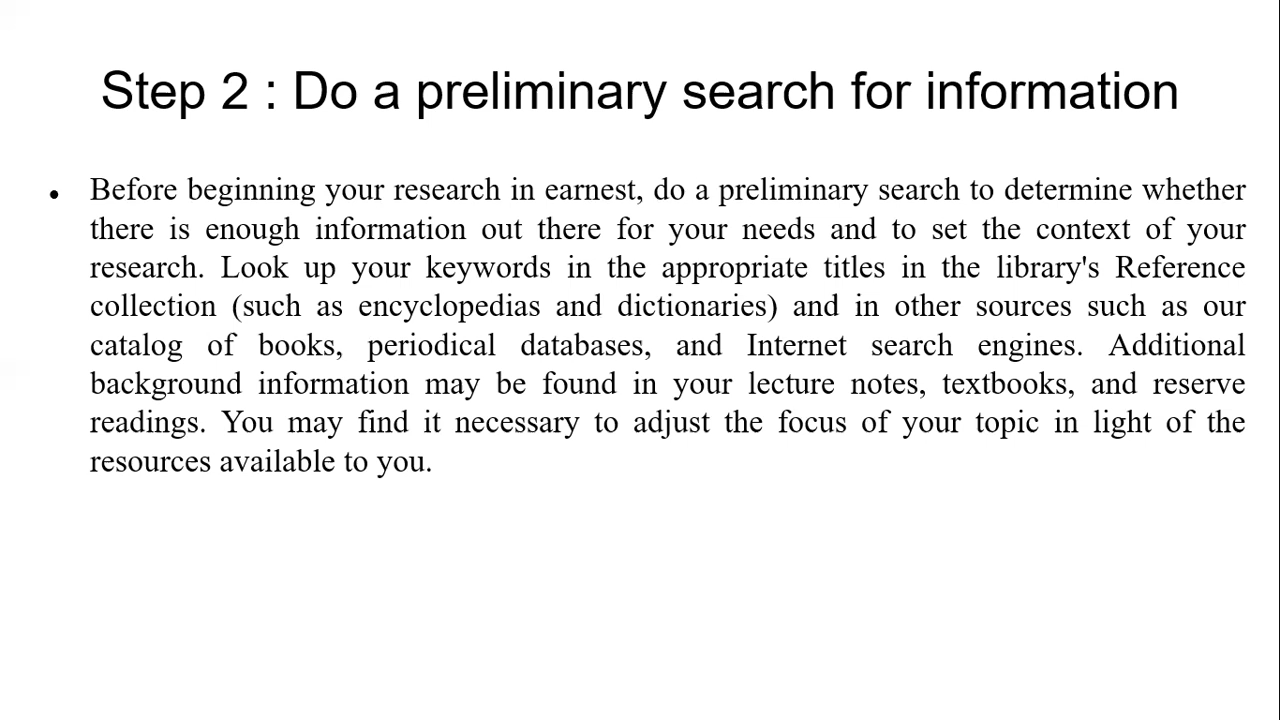 Step 2 : Do a preliminary search for information
• Before beginning your research in earnest, do a preliminary search to determine whether
there is enough information out there for your needs and to set the context of your
research. Look up your keywords in the appropriate titles in the library's Reference
collection (such as encyclopedias and dictionaries) and in other sources such as our
catalog of books, periodical databases, and Internet search engines. Additional
background information may be found in your lecture notes, textbooks, and reserve
readings. You may find it necessary to adjust the focus of your topic in light of the
resources available to you.